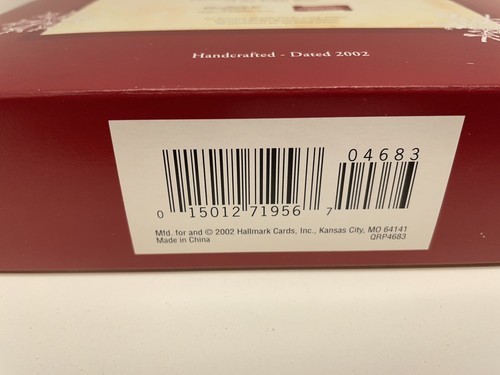 Handcrafted - Dated 2002
04683
0 15012 71956 7
Mfd. for and © 2002 Hallmark Cards, Inc., Kansas City, MO 64141
Made in China QRP4683